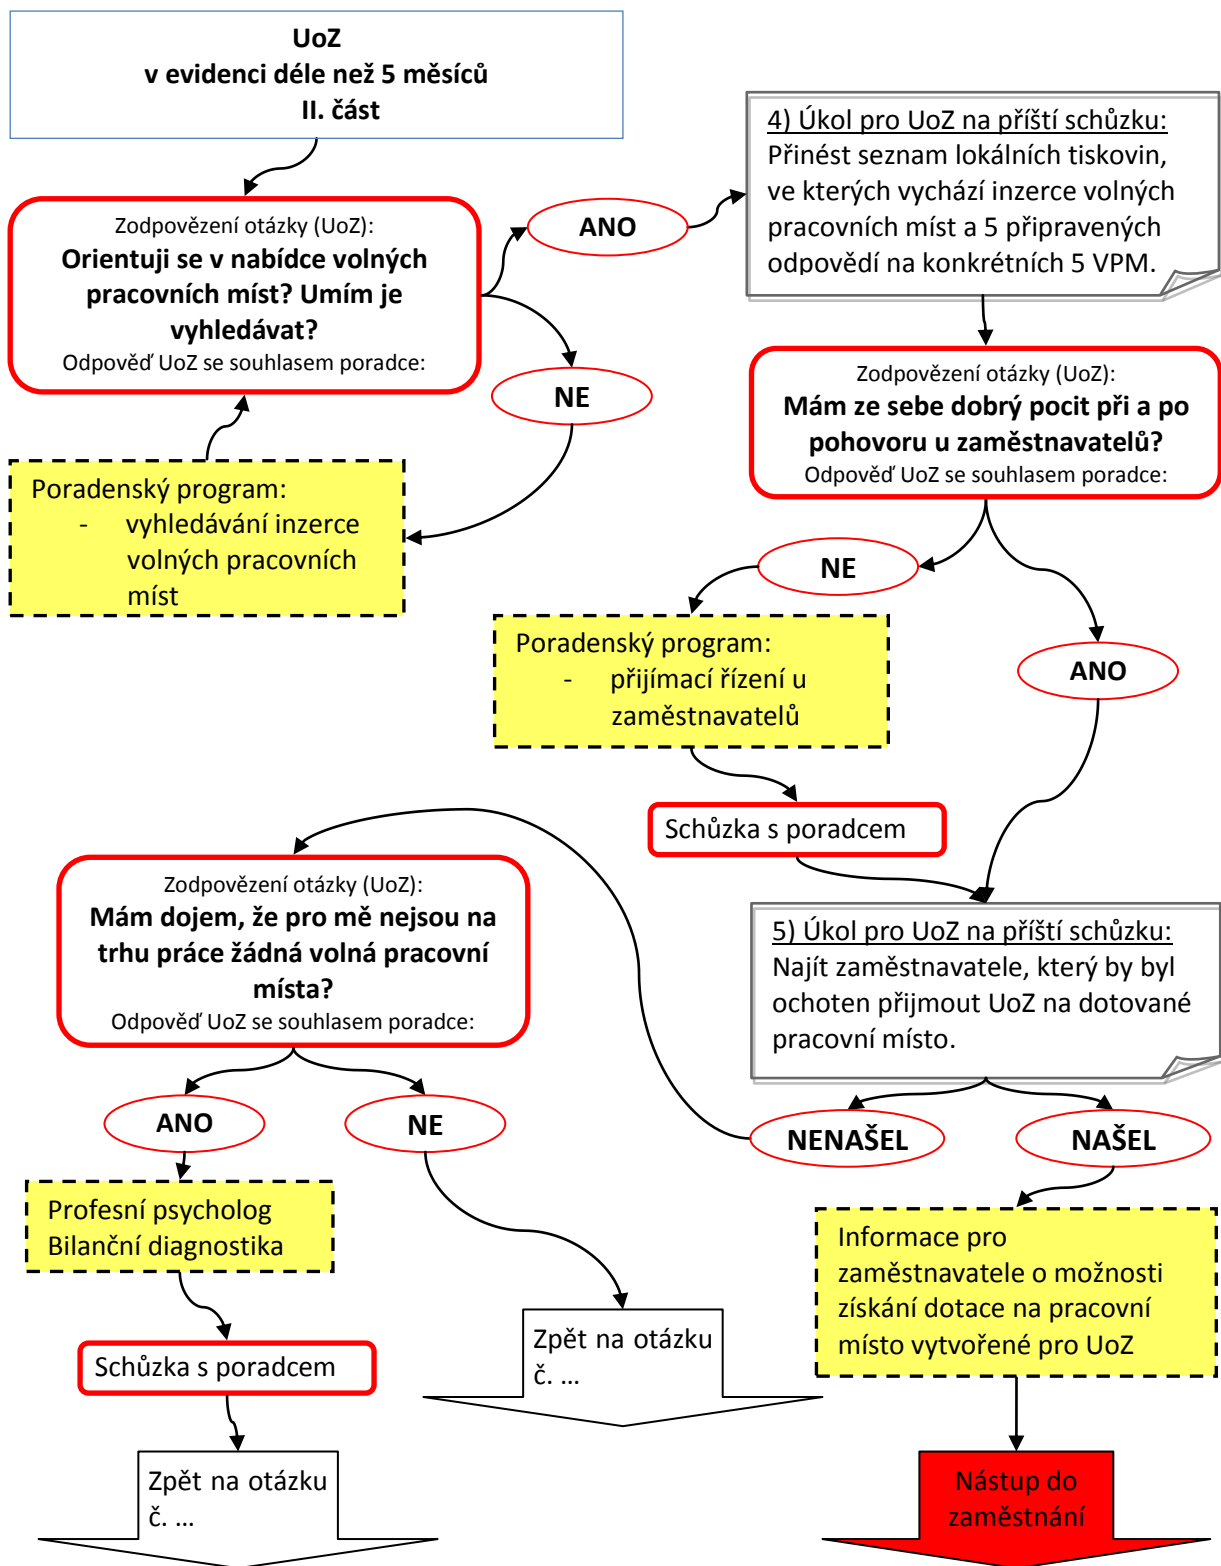 UoZ
v evidenci déle než 5 měsíců
II. část
Zodpovězení otázky (UoZ):
Orientuji se v nabídce volných
pracovních míst? Umím je
vyhledávat?
Odpověď UoZ se souhlasem poradce:
ANO
NE
4) Úkol pro UoZ na příští schůzku:
Přinést seznam lokálních tiskovin,
ve kterých vychází inzerce volných
pracovních míst a 5 připravených
odpovědí na konkrétních 5 VPM.
Poradenský program:
- vyhledávání inzerce
volných pracovních
míst
Zodpovězení otázky (UoZ):
Mám ze sebe dobrý pocit při a po
pohovoru u zaměstnavatelů?
Odpověď UoZ se souhlasem poradce:
NE
ANO
Poradenský program:
- přijímací řízení u
zaměstnavatelů
Schůzka s poradcem
5) Úkol pro UoZ na příští schůzku:
Najít zaměstnavatele, který by byl
ochoten přijmout UoZ na dotované
pracovní místo.
NENAŠEL
NAŠEL
Zodpovězení otázky (UoZ):
Mám dojem, že pro mě nejsou na
trhu práce žádná volná pracovní
místa?
Odpověď UoZ se souhlasem poradce:
ANO
NE
Profesní psycholog
Bilanční diagnostika
Schůzka s poradcem
Zpět na otázku
č. ...
Zpět na otázku
č. ...
Informace pro
zaměstnavatele o možnosti
získání dotace na pracovní
místo vytvořené pro UoZ
Nástup do
zaměstnání